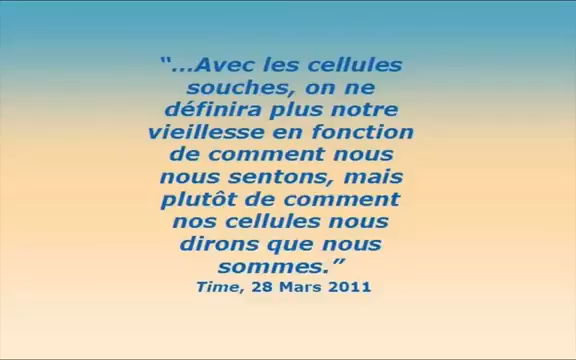 “...Avec les cellules
souches, on ne
définira plus notre
vieillesse en fonction
de comment nous
nous sentons, mais
plutôt de comment
nos cellules nous
dirons que nous
sommes.”
Time, 28 Mars 2011